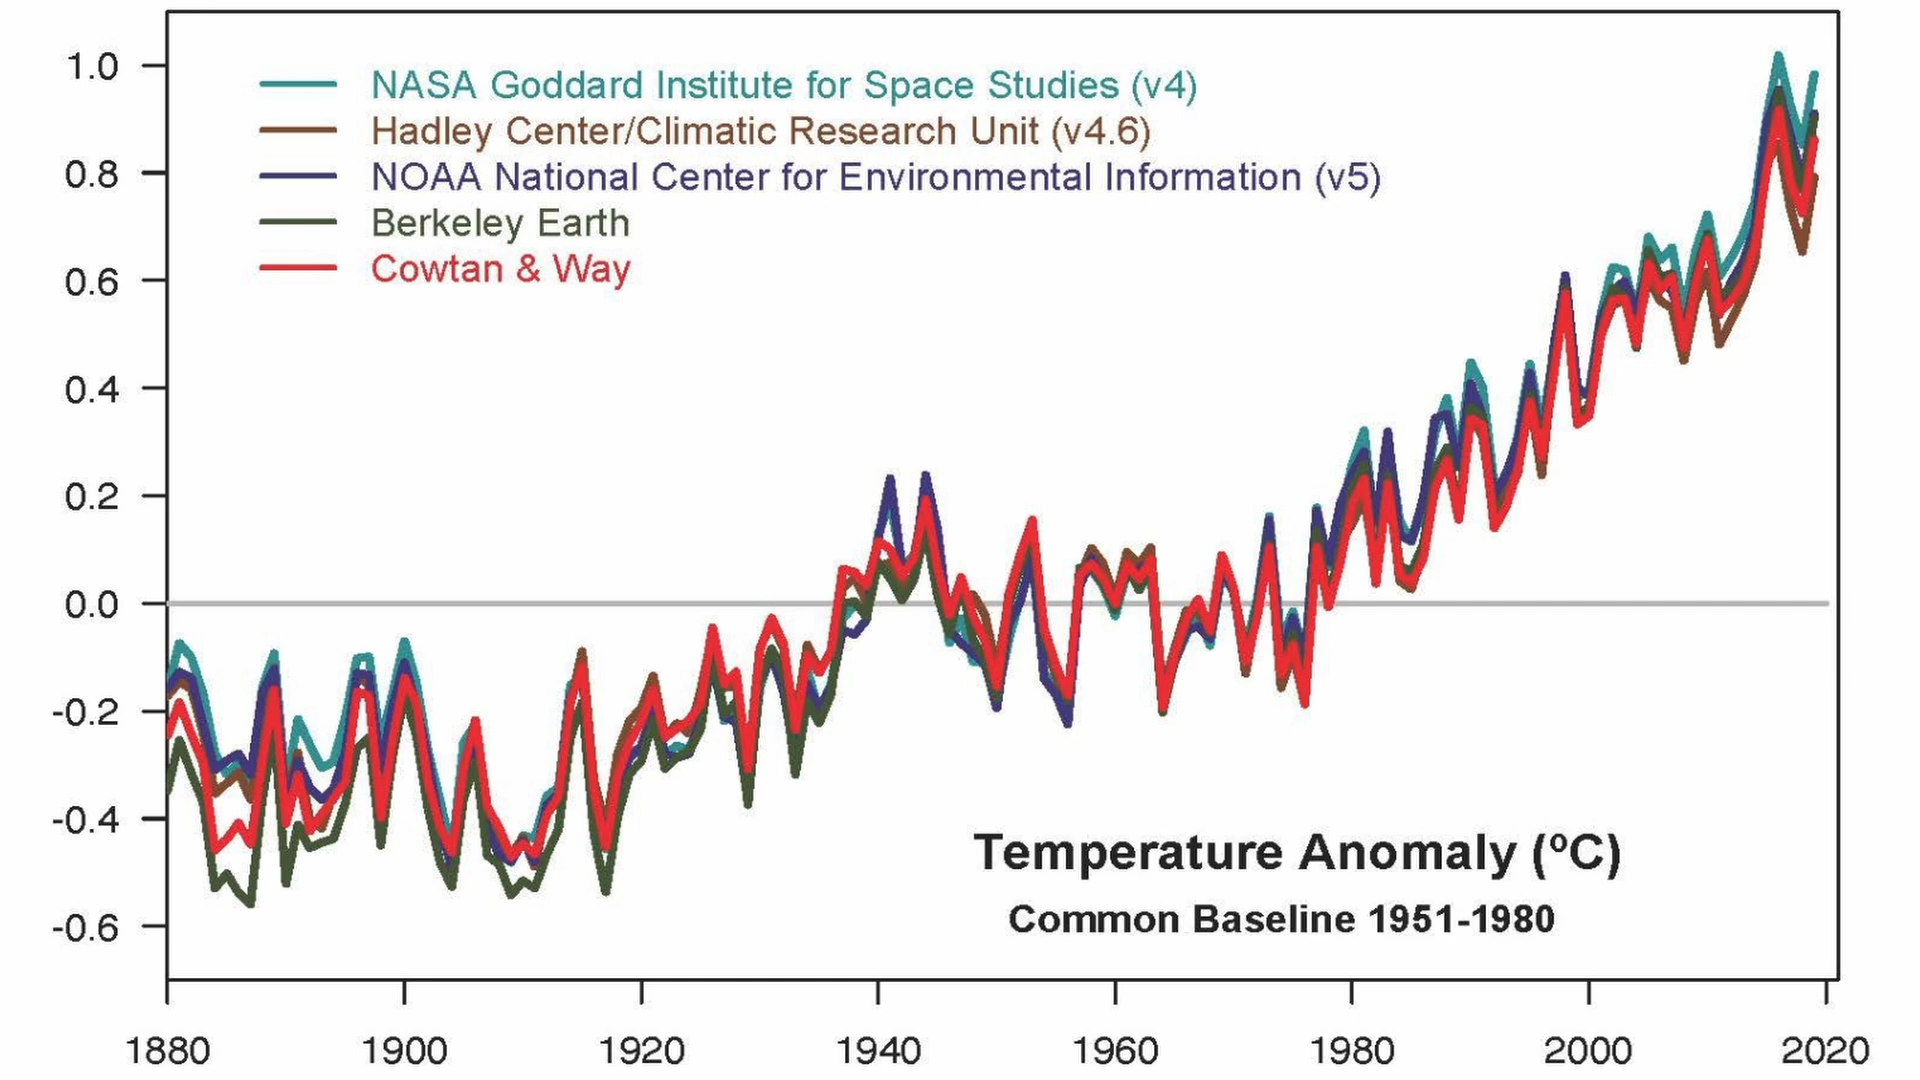 1.0
0.8
0.6
0.4
0.2
0.0
-0.2
-0.4
-0.6
NASA Goddard Institute for Space Studies (v4)
Hadley Center/Climatic Research Unit (v4.6)
NOAA National Center for Environmental Information (v5)
Berkeley Earth
Cowtan & Way
Temperature Anomaly (ºC)
Common Baseline 1951-1980
1880 1900 1920 1940 1960 1980 2000 2020